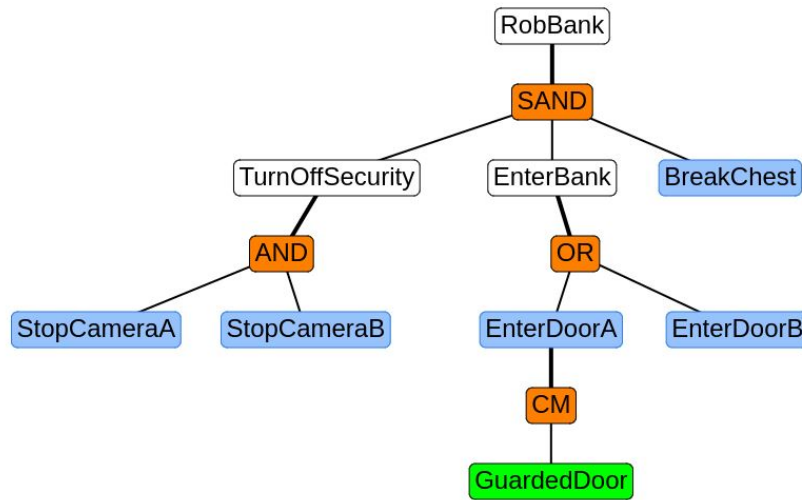 RobBank
SAND
TurnOffSecurity
EnterBank
BreakChest
AND
OR
StopCameraA
StopCameraB
EnterDoorA
EnterDoorB
CM
GuardedDoor